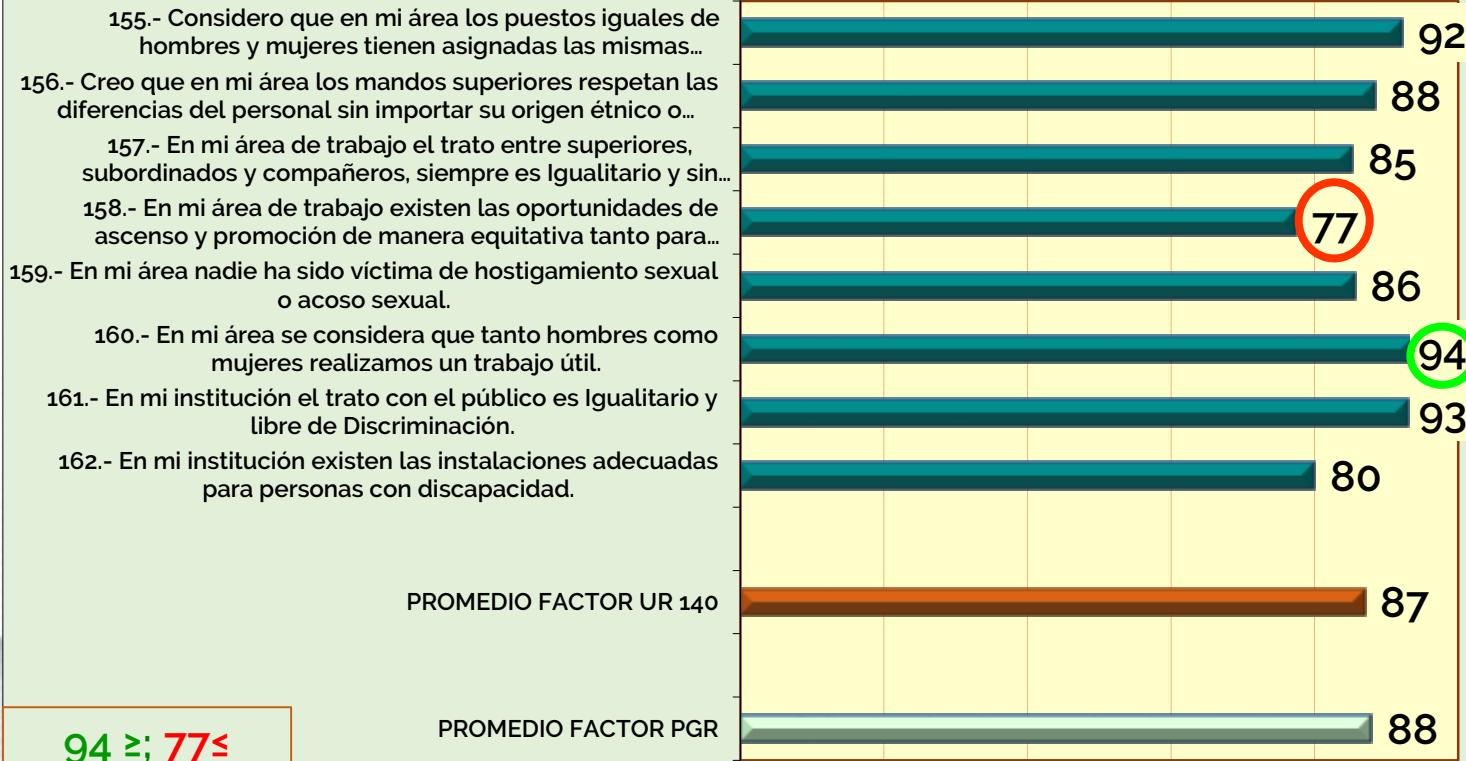 155.- Considero que en mi área los puestos iguales de
hombres y mujeres tienen asignadas las mismas…
92
156.- Creo que en mi área los mandos superiores respetan las
diferencias del personal sin importar su origen étnico o…
88
157.- En mi área de trabajo el trato entre superiores,
subordinados y compañeros, siempre es Igualitario y sin…
85
158.- En mi área de trabajo existen las oportunidades de
ascenso y promoción de manera equitativa tanto para…
77
159.- En mi área nadie ha sido víctima de hostigamiento sexual
o acoso sexual.
86
160.- En mi área se considera que tanto hombres como
mujeres realizamos un trabajo útil.
94
161.- En mi institución el trato con el público es Igualitario y
libre de Discriminación.
93
162.- En mi institución existen las instalaciones adecuadas
para personas con discapacidad.
80
PROMEDIO FACTOR UR 140
87
PROMEDIO FACTOR PGR
88
94 ≥; 77≤